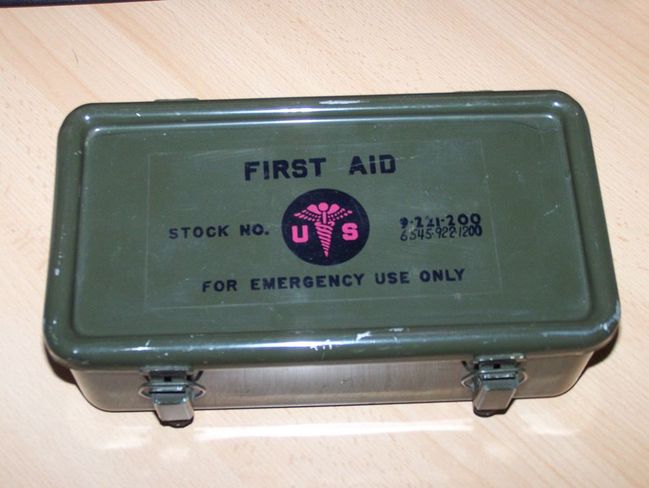 FIRST AID
STOCK NO. U S 9-221-200
6545-922-1200
FOR EMERGENCY USE ONLY